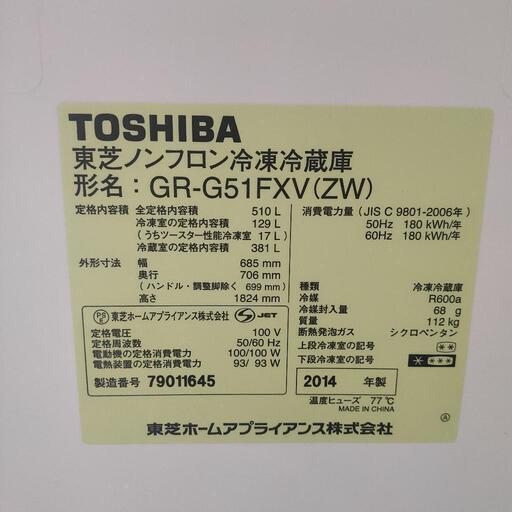 TOSHIBA
東芝ノンフロン冷凍冷蔵庫
形名：GR-G51FXV(ZW)
定格内容積 全定格内容積 510 L
冷凍室の定格内容積 129 L
(うちツースター性能冷凍室 17 L)
冷蔵室の定格内容積 381 L
外形寸法 幅 685 mm
奥行 706 mm
(ハンドル・調整脚除く 699 mm)
高さ 1824 mm
消費電力量 (JIS C 9801-2006年)
50Hz 180 kWh/年
60Hz 180 kWh/年
種類 冷凍冷蔵庫
冷媒 R600a
冷媒封入量 68 g
質量 112 kg
断熱発泡ガス シクロペンタン
上段冷凍室の記号 **
下段冷凍室の記号 * ***
PS E 東芝ホームアプライアンス株式会社 S JET
定格電圧 100 V
定格周波数 50/60 Hz
電動機の定格消費電力 100/100 W
電熱装置の定格消費電力 93/ 93 W
製造番号 79011645
2014 年製
温度ヒューズ 77℃
MADE IN CHINA
Ⓐ
東芝ホームアプライアンス株式会社